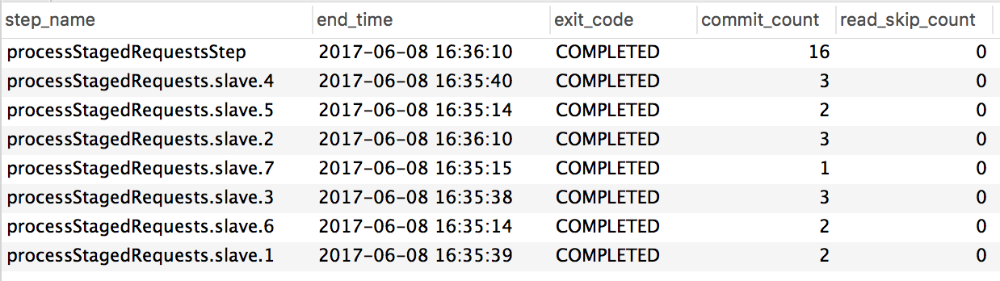 step_name end_time exit_code commit_count read_skip_count
processStagedRequestsStep 2017-06-08 16:36:10 COMPLETED 16 0
processStagedRequests.slave.4 2017-06-08 16:35:40 COMPLETED 3 0
processStagedRequests.slave.5 2017-06-08 16:35:14 COMPLETED 2 0
processStagedRequests.slave.2 2017-06-08 16:36:10 COMPLETED 3 0
processStagedRequests.slave.7 2017-06-08 16:35:15 COMPLETED 1 0
processStagedRequests.slave.3 2017-06-08 16:35:38 COMPLETED 3 0
processStagedRequests.slave.6 2017-06-08 16:35:14 COMPLETED 2 0
processStagedRequests.slave.1 2017-06-08 16:35:39 COMPLETED 2 0